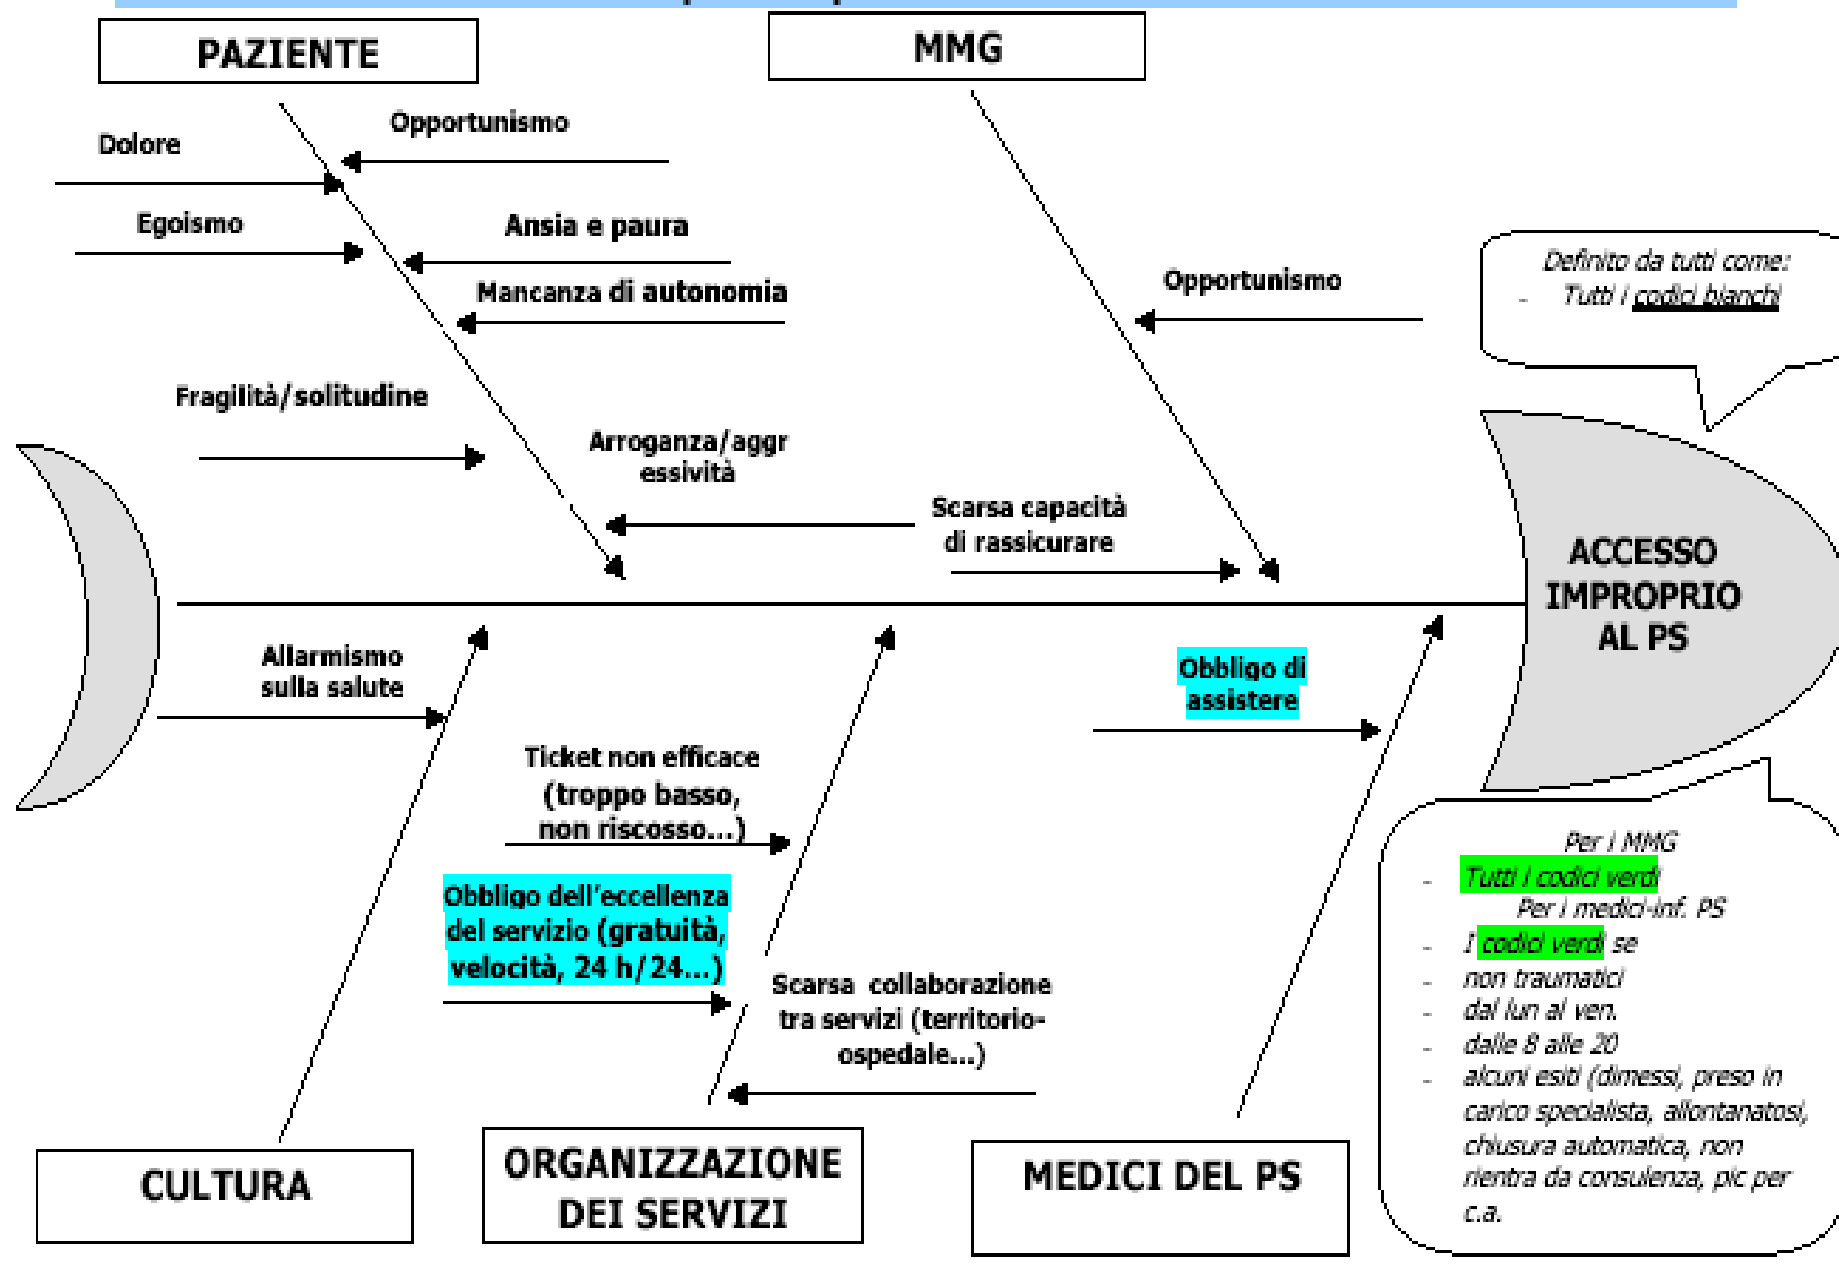 PAZIENTE
MMG
Opportunismo
Dolore
Egoismo
Ansia e paura
Mancanza di autonomia
Opportunismo
Definito da tutti come:
- Tutti i codici bianchi
Fragilità/solitudine
Arroganza/aggr
essività
Scarsa capacità
di rassicurare
ACCESSO
IMPROPRIO
AL PS
Allarmismo
sulla salute
Obbligo di
assistere
Ticket non efficace
(troppo basso,
non riscosso...)
Obbligo dell'eccellenza
del servizio (gratuità,
velocità, 24 h/24...)
Scarsa collaborazione
tra servizi (territorio-
ospedale...)
Per i MMG
- Tutti i codici verdi
Per i medici-inf. PS
- I codici verdi se
- non traumatici
- dal lun al ven.
- dalle 8 alle 20
- alcuni esiti (dimessi, preso in
carico specialista, allontanatosi,
chiusura automatica, non
rientra da consulenza, pic per
c.a.
CULTURA
ORGANIZZAZIONE
DEI SERVIZI
MEDICI DEL PS